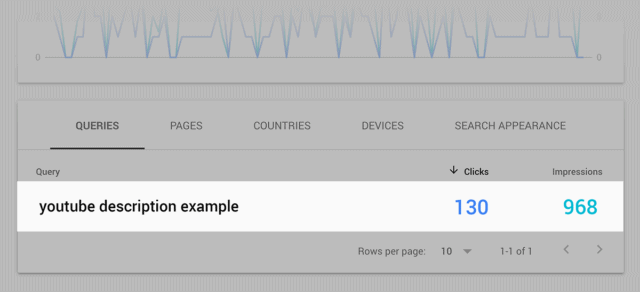 0 0
QUERIES PAGES COUNTRIES DEVICES SEARCH APPEARANCE
Query Clicks Impressions
youtube description example 130 968
Rows per page: 10 1-1 of 1